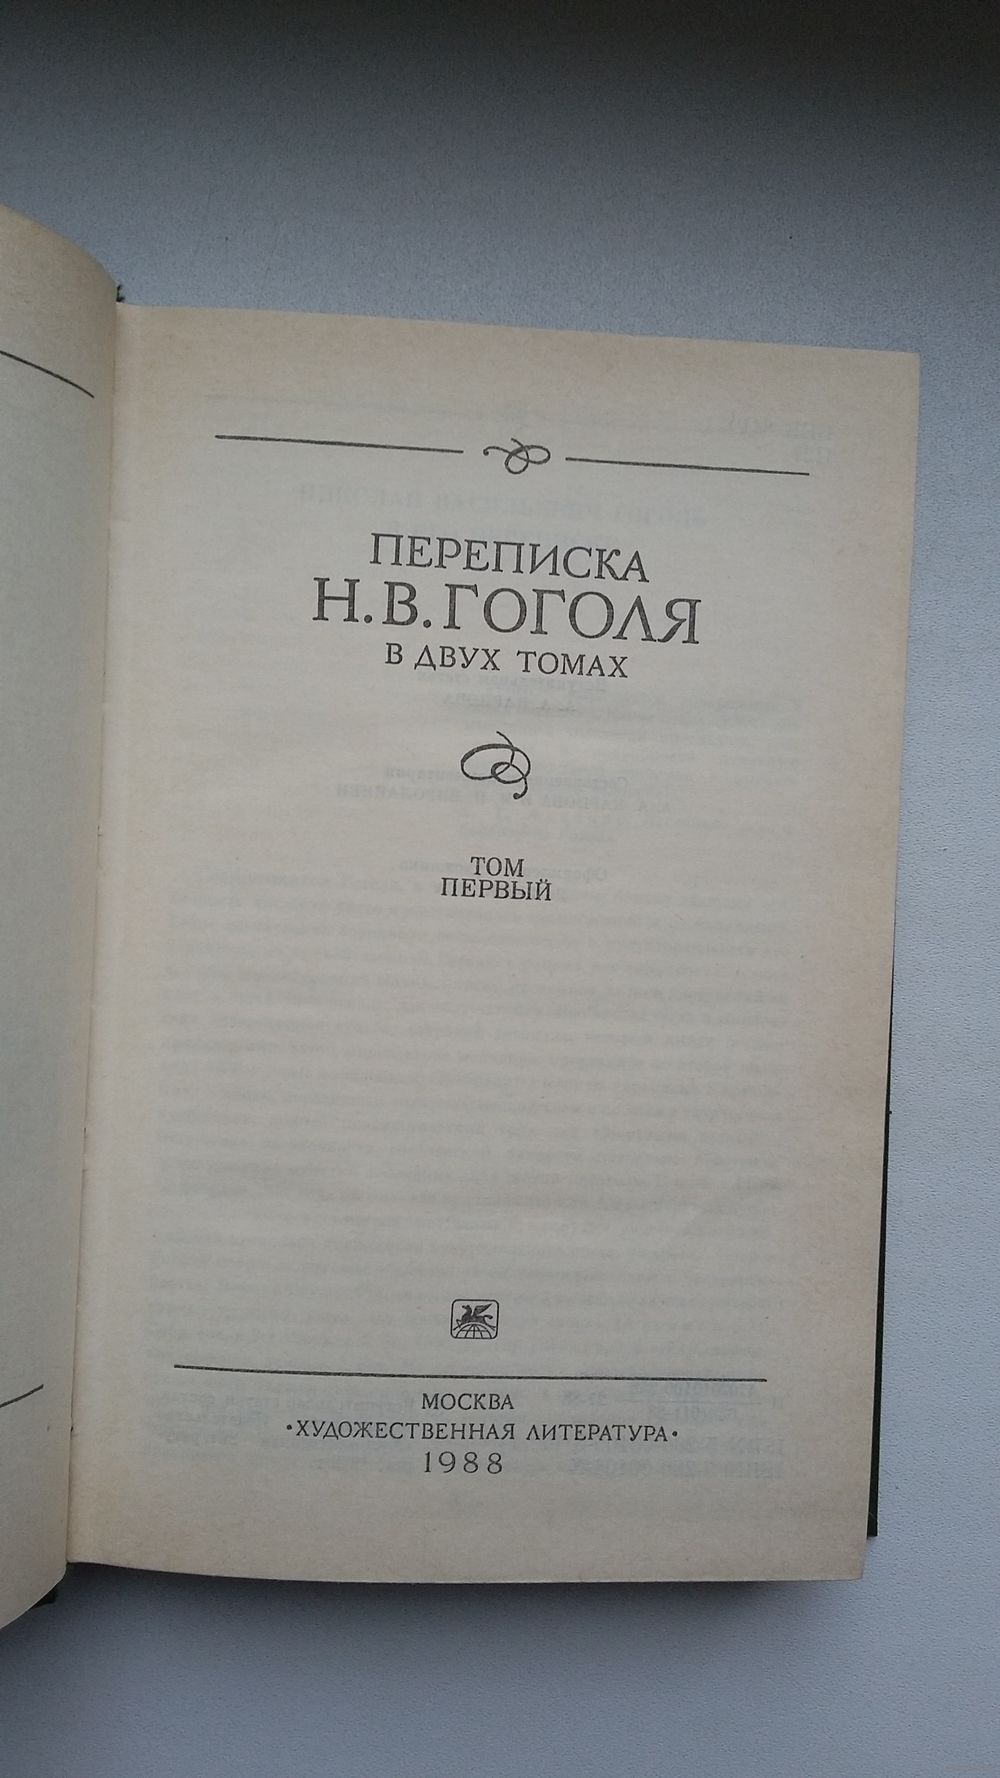 ПЕРЕПИСКА
Н.В.ГОГОЛЯ
В ДВУХ ТОМАХ
ТОМ
ПЕРВЫЙ
МОСКВА
•ХУДОЖЕСТВЕННАЯ ЛИТЕРАТУРА•
1988